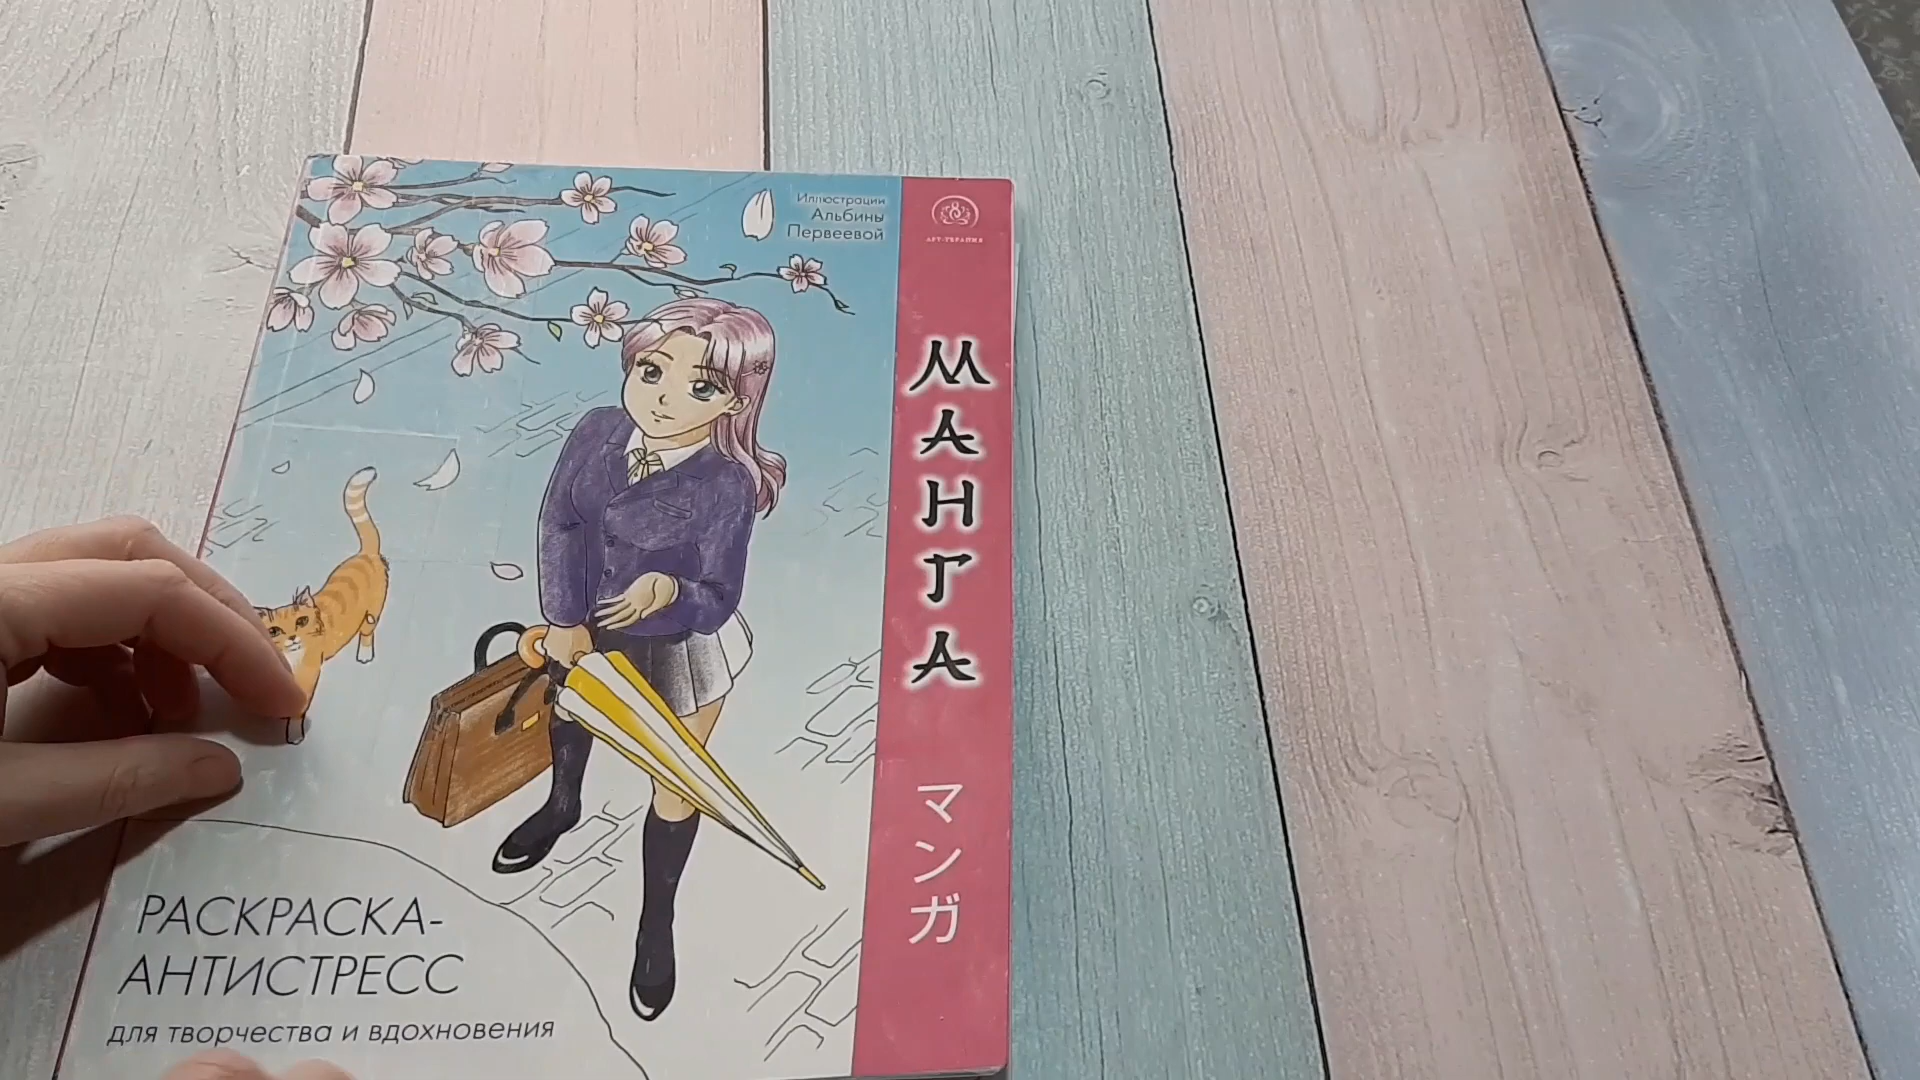 Иллюстрации
Альбины
Первеевой
АРТ-ТЕРАПИЯ
МАНГА
マンガ
РАСКРАСКА-
АНТИСТРЕСС
для творчества и вдохновения